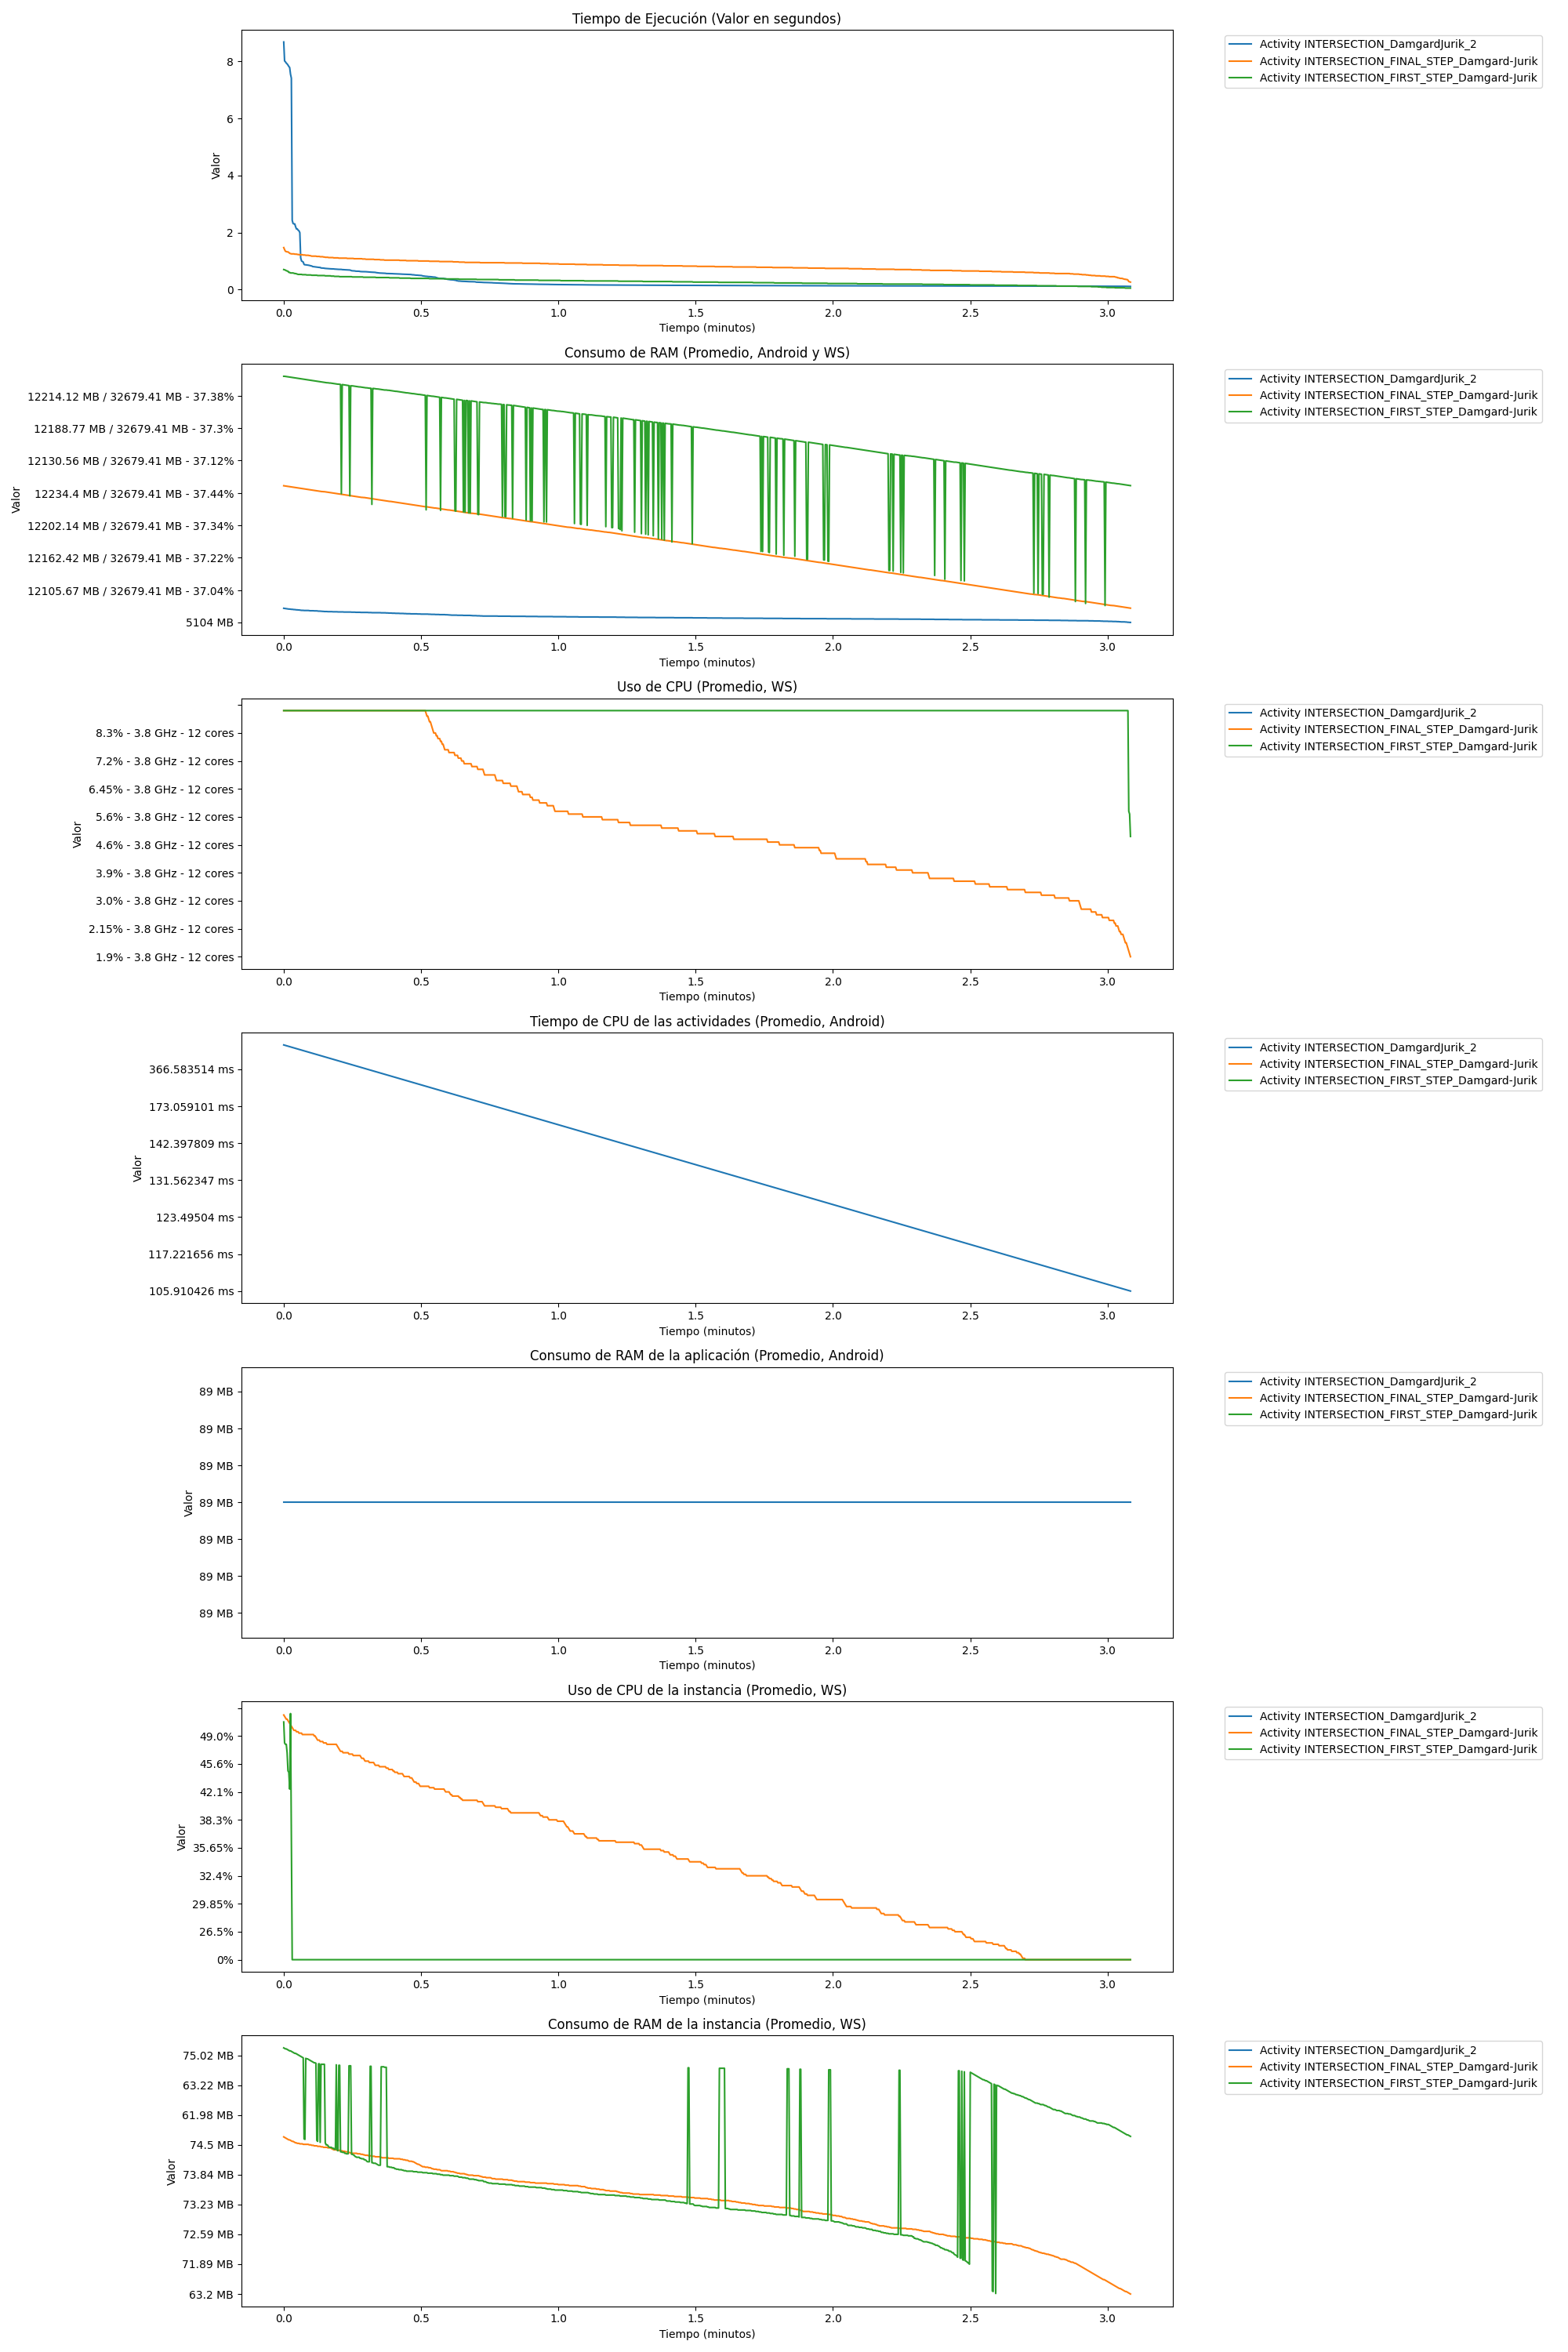 Tiempo de Ejecución (Valor en segundos)
Valor
8
6
4
2
0
0.0 0.5 1.0 1.5 2.0 2.5 3.0
Tiempo (minutos)
Activity INTERSECTION_DamgardJurik_2
Activity INTERSECTION_FINAL_STEP_Damgard-Jurik
Activity INTERSECTION_FIRST_STEP_Damgard-Jurik
Consumo de RAM (Promedio, Android y WS)
Valor
12214.12 MB / 32679.41 MB - 37.38%
12188.77 MB / 32679.41 MB - 37.3%
12130.56 MB / 32679.41 MB - 37.12%
12234.4 MB / 32679.41 MB - 37.44%
12202.14 MB / 32679.41 MB - 37.34%
12162.42 MB / 32679.41 MB - 37.22%
12105.67 MB / 32679.41 MB - 37.04%
5104 MB
0.0 0.5 1.0 1.5 2.0 2.5 3.0
Tiempo (minutos)
Activity INTERSECTION_DamgardJurik_2
Activity INTERSECTION_FINAL_STEP_Damgard-Jurik
Activity INTERSECTION_FIRST_STEP_Damgard-Jurik
Uso de CPU (Promedio, WS)
Valor
8.3% - 3.8 GHz - 12 cores
7.2% - 3.8 GHz - 12 cores
6.45% - 3.8 GHz - 12 cores
5.6% - 3.8 GHz - 12 cores
4.6% - 3.8 GHz - 12 cores
3.9% - 3.8 GHz - 12 cores
3.0% - 3.8 GHz - 12 cores
2.15% - 3.8 GHz - 12 cores
1.9% - 3.8 GHz - 12 cores
0.0 0.5 1.0 1.5 2.0 2.5 3.0
Tiempo (minutos)
Activity INTERSECTION_DamgardJurik_2
Activity INTERSECTION_FINAL_STEP_Damgard-Jurik
Activity INTERSECTION_FIRST_STEP_Damgard-Jurik
Tiempo de CPU de las actividades (Promedio, Android)
Valor
366.583514 ms
173.059101 ms
142.397809 ms
131.562347 ms
123.49504 ms
117.221656 ms
105.910426 ms
0.0 0.5 1.0 1.5 2.0 2.5 3.0
Tiempo (minutos)
Activity INTERSECTION_DamgardJurik_2
Activity INTERSECTION_FINAL_STEP_Damgard-Jurik
Activity INTERSECTION_FIRST_STEP_Damgard-Jurik
Consumo de RAM de la aplicación (Promedio, Android)
Valor
89 MB
89 MB
89 MB
89 MB
89 MB
89 MB
89 MB
0.0 0.5 1.0 1.5 2.0 2.5 3.0
Tiempo (minutos)
Activity INTERSECTION_DamgardJurik_2
Activity INTERSECTION_FINAL_STEP_Damgard-Jurik
Activity INTERSECTION_FIRST_STEP_Damgard-Jurik
Uso de CPU de la instancia (Promedio, WS)
Valor
49.0%
45.6%
42.1%
38.3%
35.65%
32.4%
29.85%
26.5%
0%
0.0 0.5 1.0 1.5 2.0 2.5 3.0
Tiempo (minutos)
Activity INTERSECTION_DamgardJurik_2
Activity INTERSECTION_FINAL_STEP_Damgard-Jurik
Activity INTERSECTION_FIRST_STEP_Damgard-Jurik
Consumo de RAM de la instancia (Promedio, WS)
Valor
75.02 MB
63.22 MB
61.98 MB
74.5 MB
73.84 MB
73.23 MB
72.59 MB
71.89 MB
63.2 MB
0.0 0.5 1.0 1.5 2.0 2.5 3.0
Tiempo (minutos)
Activity INTERSECTION_DamgardJurik_2
Activity INTERSECTION_FINAL_STEP_Damgard-Jurik
Activity INTERSECTION_FIRST_STEP_Damgard-Jurik